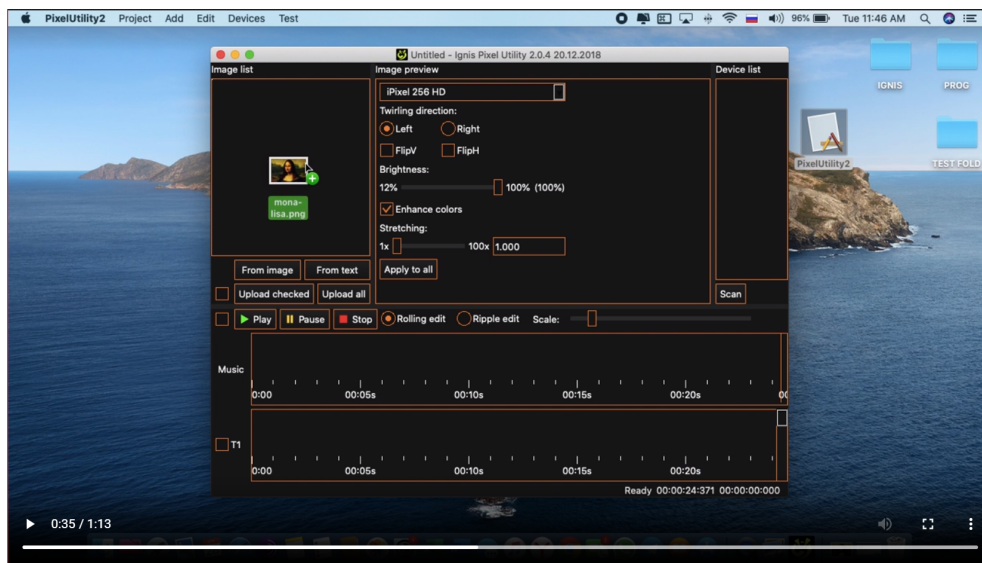 PixelUtility2 Project Add Edit Devices Test 96% Tue 11:46 AM
Untitled - Ignis Pixel Utility 2.0.4 20.12.2018
Image list Image preview Device list
iPixel 256 HD
Twirling direction:
Left Right
FlipV FlipH
Brightness:
12% 100% (100%)
Enhance colors
Stretching:
1x 100x 1.000
Apply to all
mona-
lisa.png
From image From text
Upload checked Upload all
Scan
Play Pause Stop Rolling edit Ripple edit Scale:
Music
0:00 00:05s 00:10s 00:15s 00:20s
T1
0:00 00:05s 00:10s 00:15s 00:20s
Ready 00:00:24:371 00:00:00:000
IGNIS PROG
PixelUtility2 TEST FOLD
0:35 / 1:13